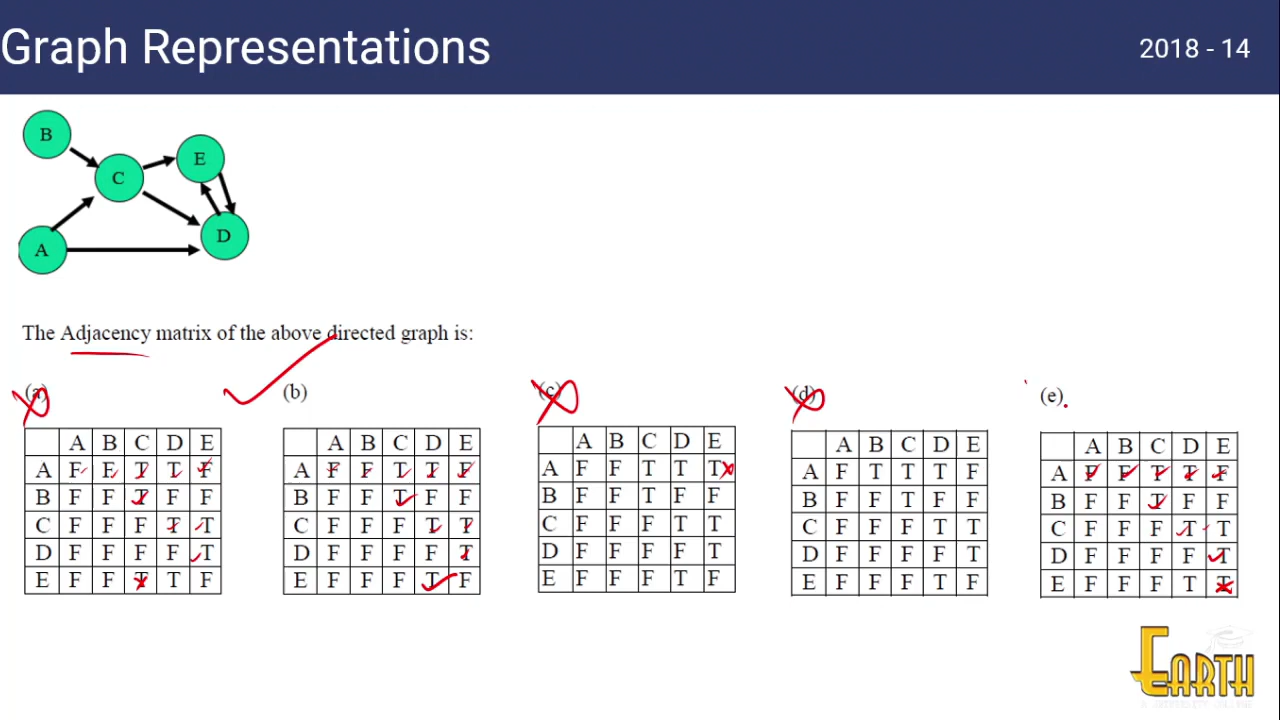 Graph Representations
2018 - 14
B
E
C
D
A
The Adjacency matrix of the above directed graph is:
(a)
A B C D E
A F F T T F
B F F T F F
C F F F T T
D F F F F T
E F F T T F
(b)
A B C D E
A F F T T F
B F F T F F
C F F F T T
D F F F F T
E F F F T F
(c)
A B C D E
A F F T T T
B F F T F F
C F F F T T
D F F F F T
E F F F T F
(d)
A B C D E
A F T T T F
B F F T F F
C F F F T T
D F F F F T
E F F F T F
(e)
A B C D E
A F F T T F
B F F T F F
C F F F T T
D F F F F T
E F F F T T
EARTH